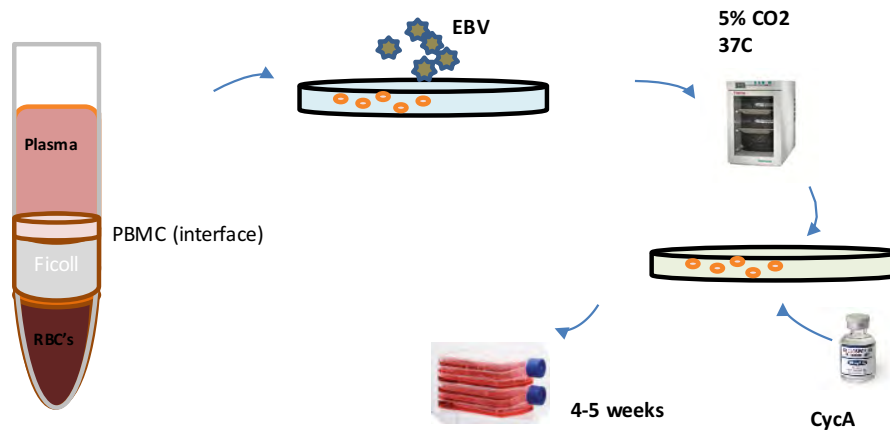 Plasma
PBMC (interface)
Ficoll
RBC's
EBV
5% CO2
37C
CycA
4-5 weeks